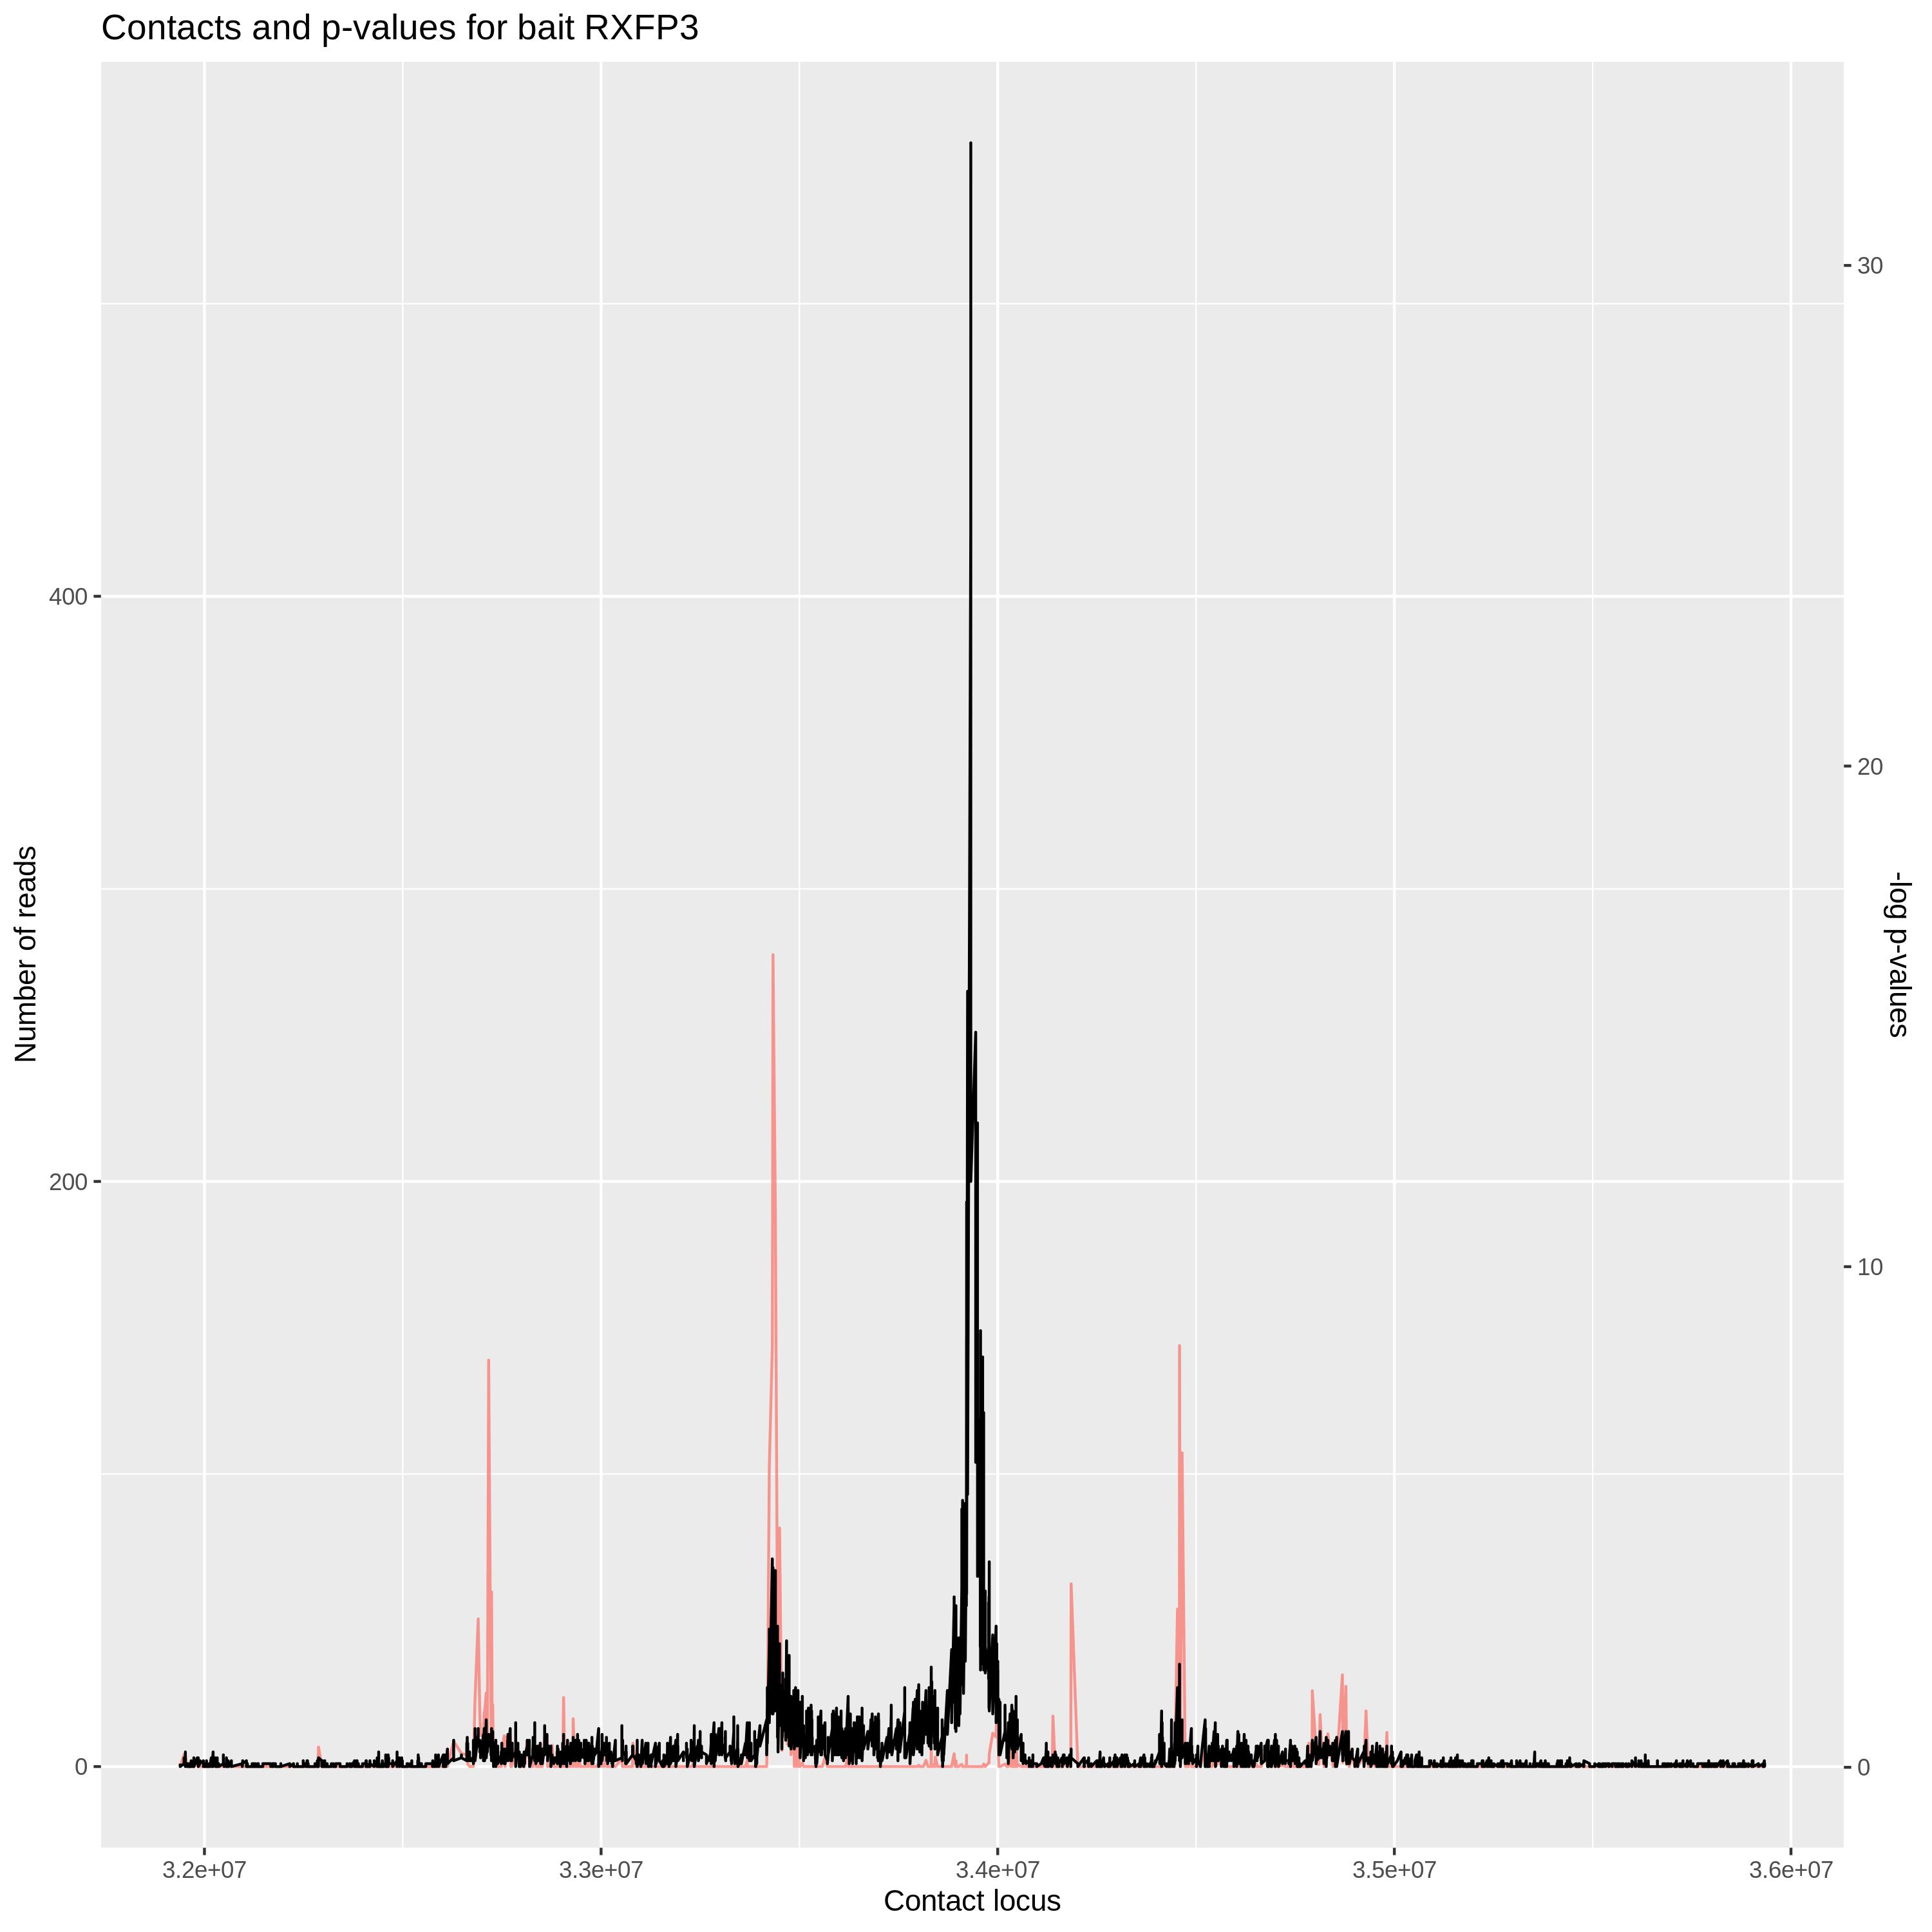 Contacts and p-values for bait RXFP3
Number of reads
400
200
0
30
20
10
0
-log p-values
3.2e+07
3.3e+07
3.4e+07
3.5e+07
3.6e+07
Contact locus